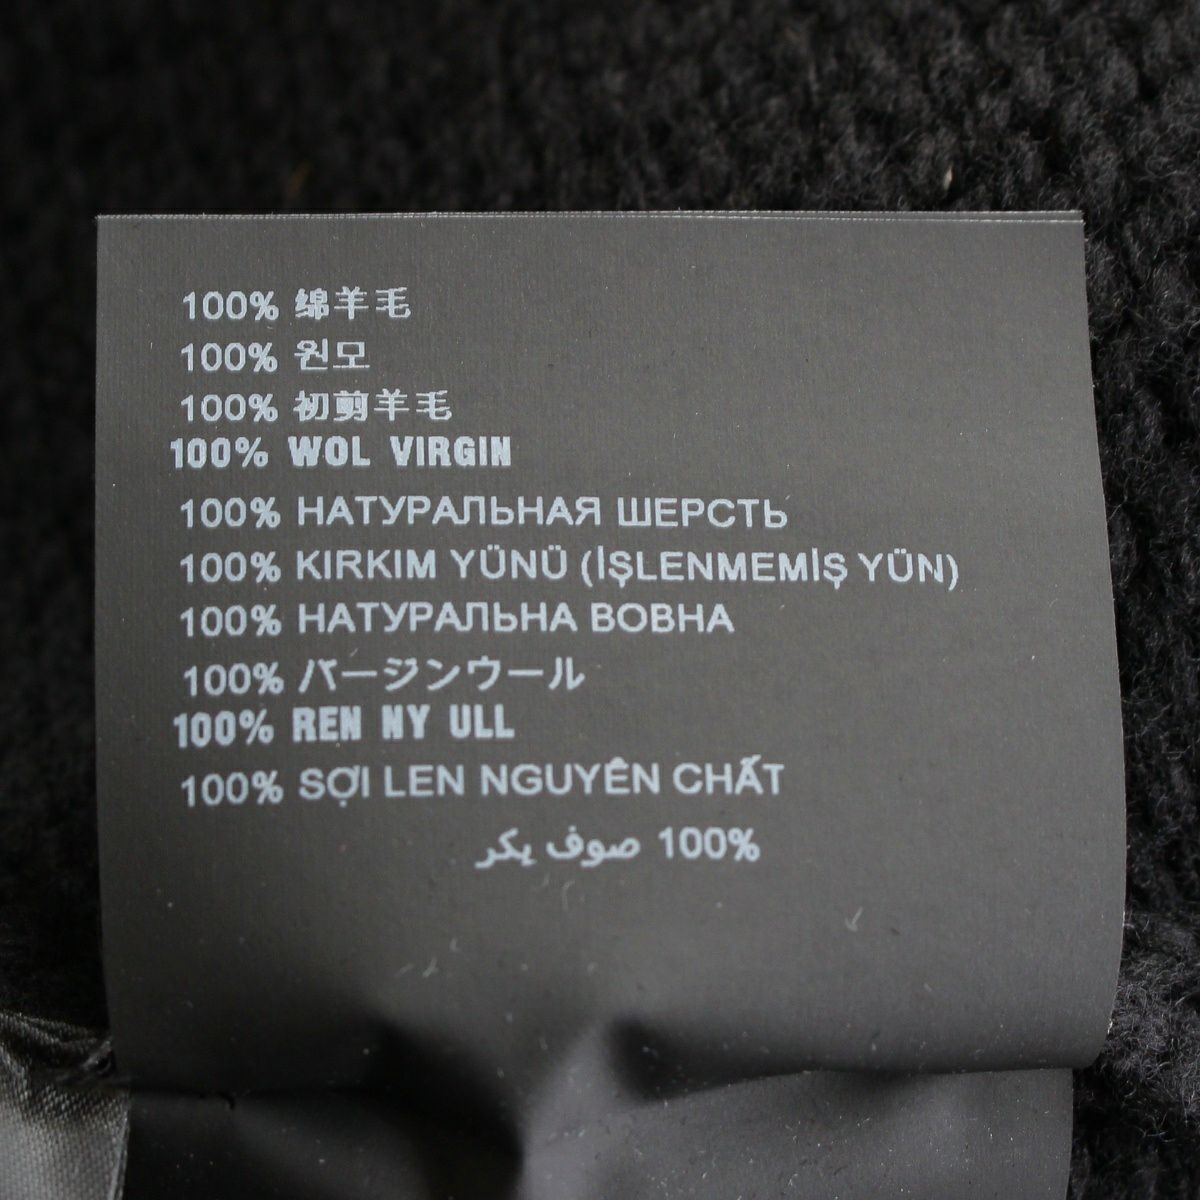 100% 绵羊毛
100% 원모
100% 初剪羊毛
100% WOL VIRGIN
100% НАТУРАЛЬНАЯ ШЕРСТЬ
100% KIRKIM YÜNÜ (İŞLENMEMİŞ YÜN)
100% НАТУРАЛЬНА ВОВНА
100% バージンウール
100% REN NY ULL
100% SỢI LEN NGUYÊN CHẤT
100% صوف يكر